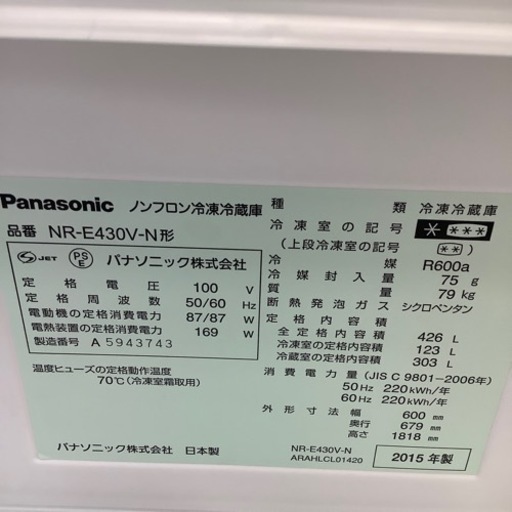 Panasonic ノンフロン冷凍冷蔵庫
品番 NR-E430V-N形
S JET PS E パナソニック株式会社
定格電圧 100 V
定格周波数 50/60 Hz
電動機の定格消費電力 87/87 W
電熱装置の定格消費電力 169 W
製造番号 A 5943743
温度ヒューズの定格動作温度
70℃(冷凍室霜取用)
パナソニック株式会社 日本製
種類 冷凍冷蔵庫
冷凍室の記号 * ***
(上段冷凍室の記号 **)
冷媒 R600a
冷媒封入量 75 g
質量 79 kg
断熱発泡ガス シクロペンタン
定格内容積
全定格内容積 426 L
冷凍室の定格内容積 123 L
冷蔵室の定格内容積 303 L
消費電力量(JIS C 9801-2006年)
50Hz 220kWh/年
60Hz 220kWh/年
外形寸法 幅 600 mm
奥行 679 mm
高さ 1818 mm
NR-E430V-N
ARAHLCL01420
2015年製